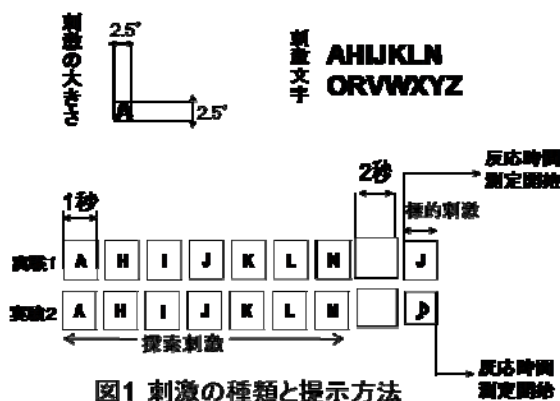 刺激の大きさ
2.5°
A
2.5°
刺激文字
AHIJKLN
ORVWXYZ
反応時間
測定開始
1秒
2秒
標的刺激
実験1 A H I J K L N J
実験2 A H I J K L N
探索刺激
反応時間
測定開始
図1 刺激の種類と提示方法